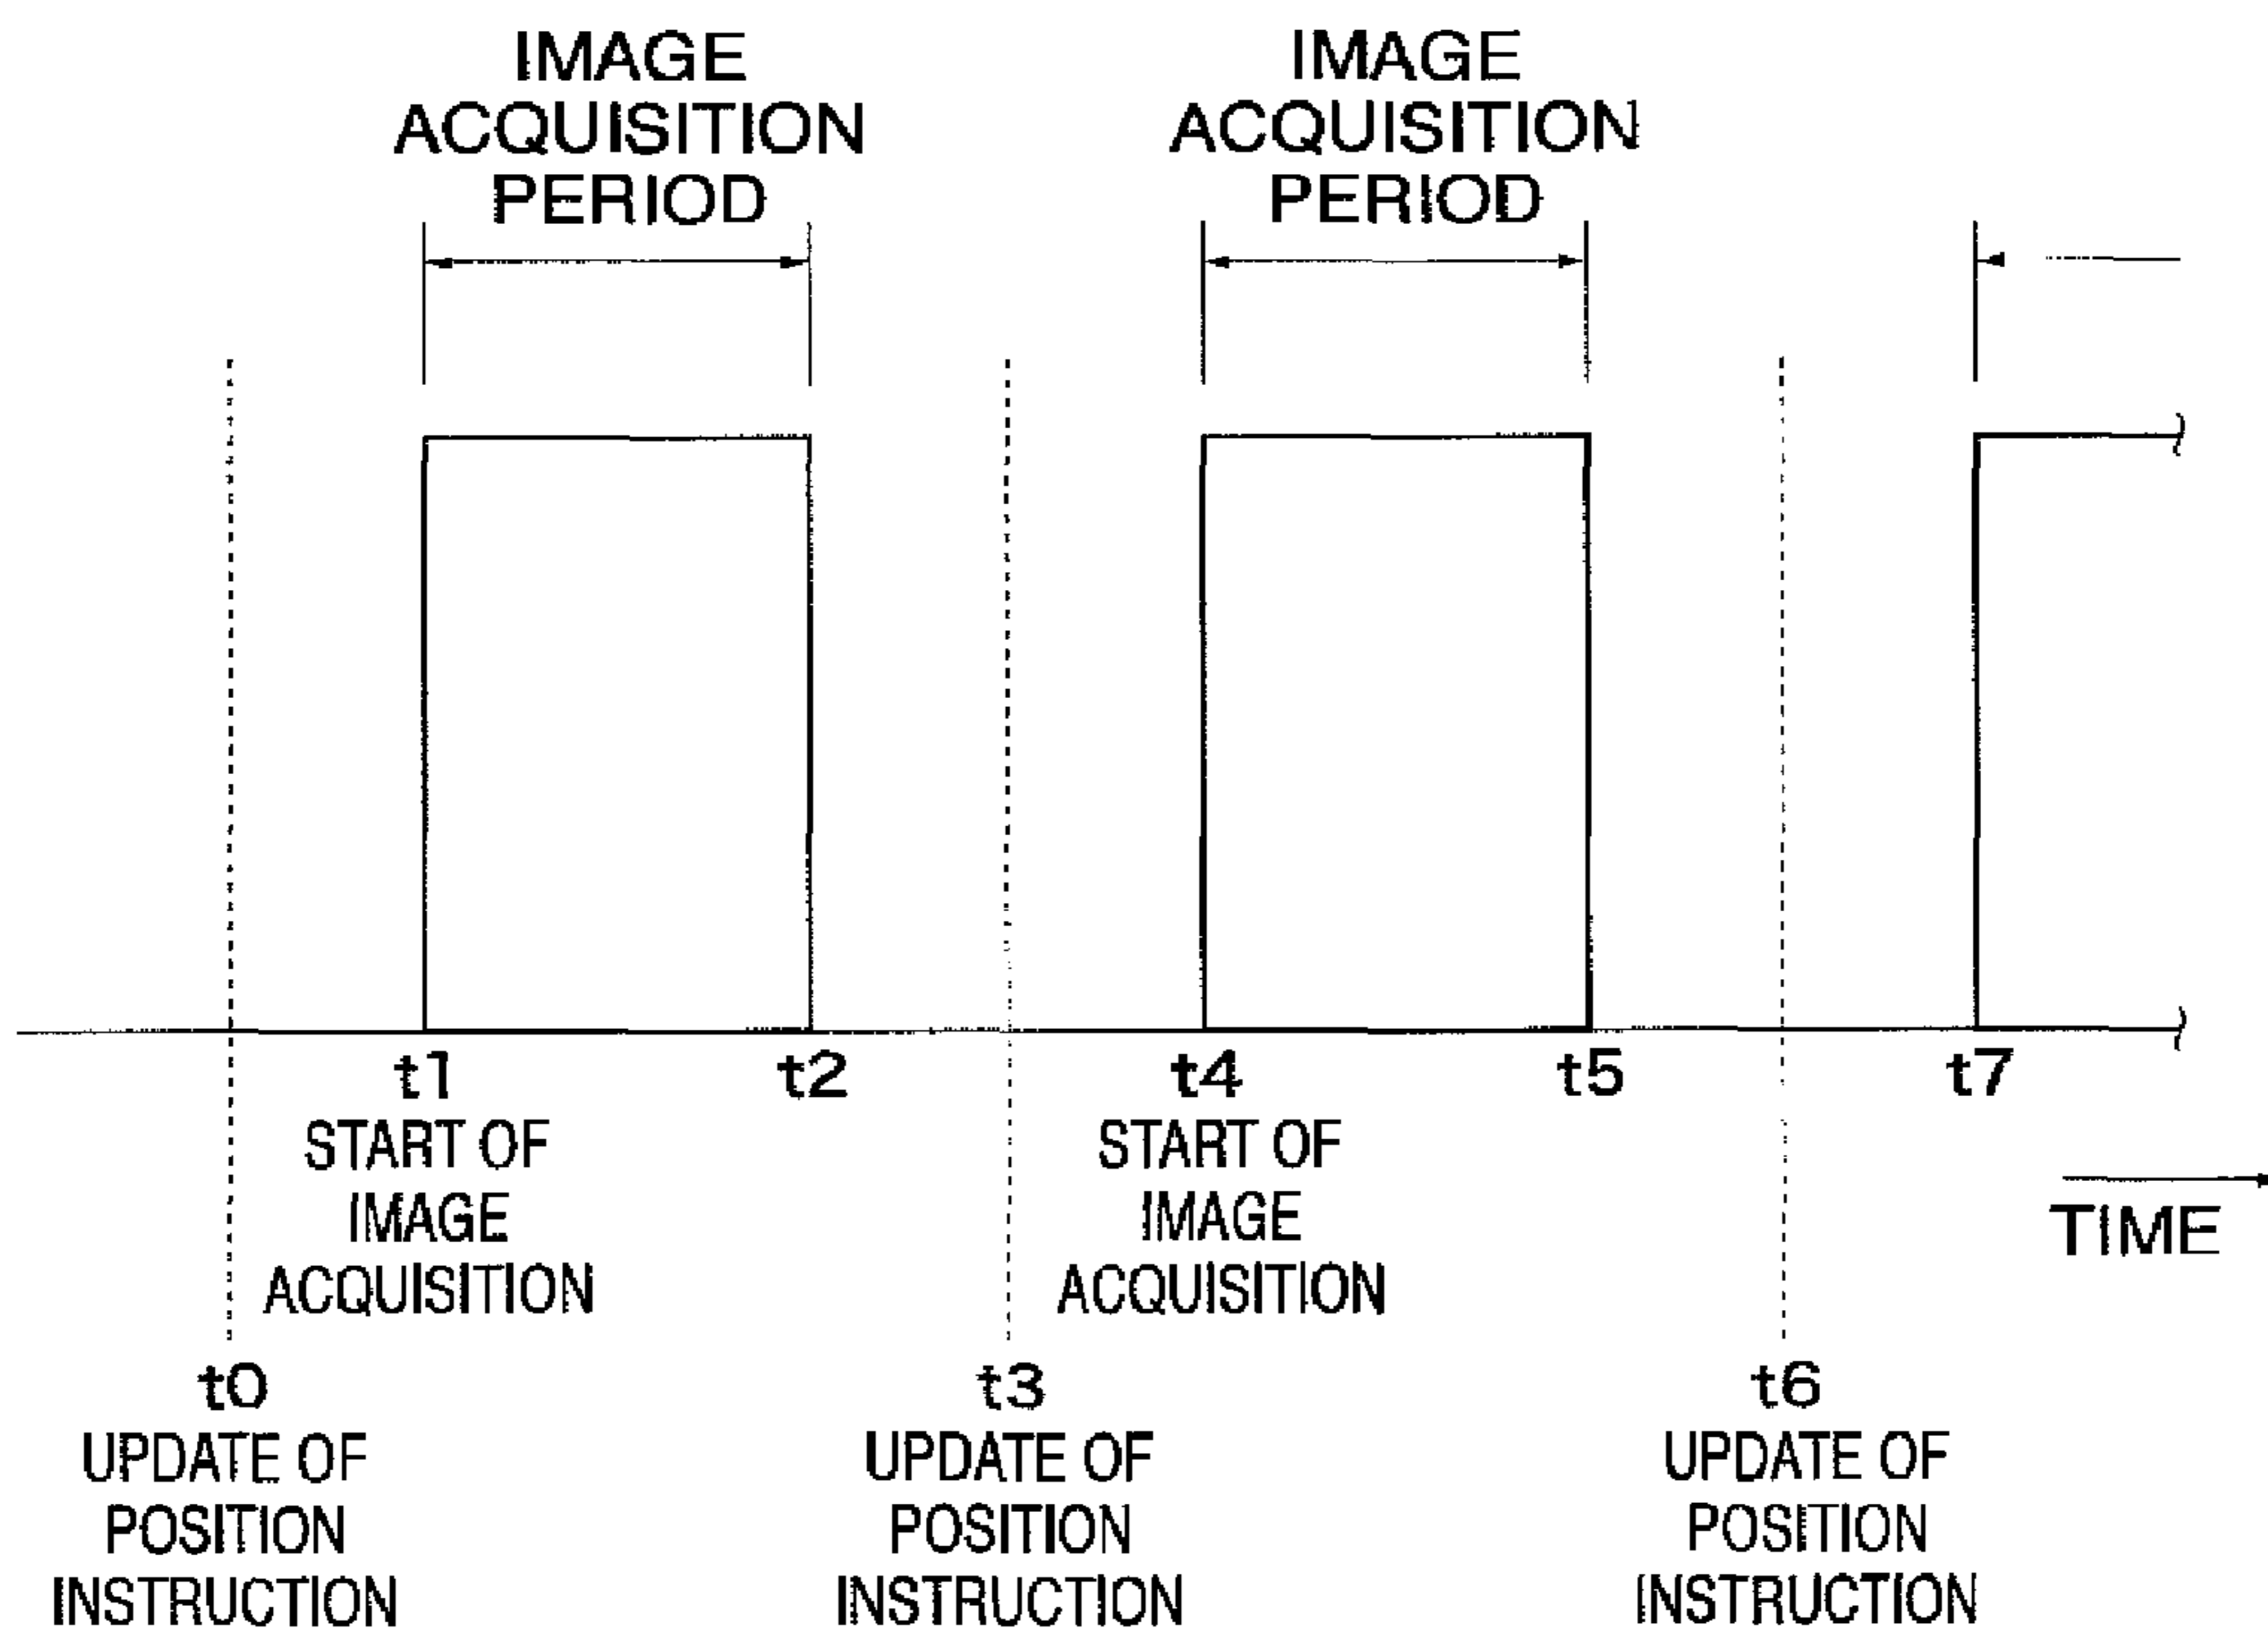 IMAGE
ACQUISITION
PERIOD
IMAGE
ACQUISITION
PERIOD
t1
START OF
IMAGE
ACQUISITION
t2
t4
START OF
IMAGE
ACQUISITION
t5
t7
TIME
t0
UPDATE OF
POSITION
INSTRUCTION
t3
UPDATE OF
POSITION
INSTRUCTION
t6
UPDATE OF
POSITION
INSTRUCTION